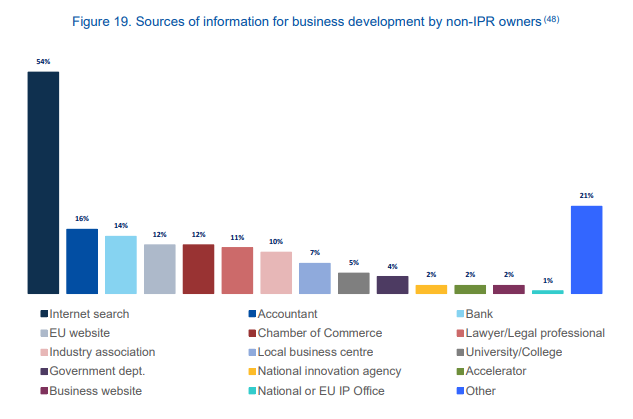 Figure 19. Sources of information for business development by non-IPR owners (48)
54%
16%
14%
12%
12%
11%
10%
7%
5%
4%
2%
2%
2%
1%
21%
Internet search
Accountant
Bank
EU website
Chamber of Commerce
Lawyer/Legal professional
Industry association
Local business centre
University/College
Government dept.
National innovation agency
Accelerator
Business website
National or EU IP Office
Other